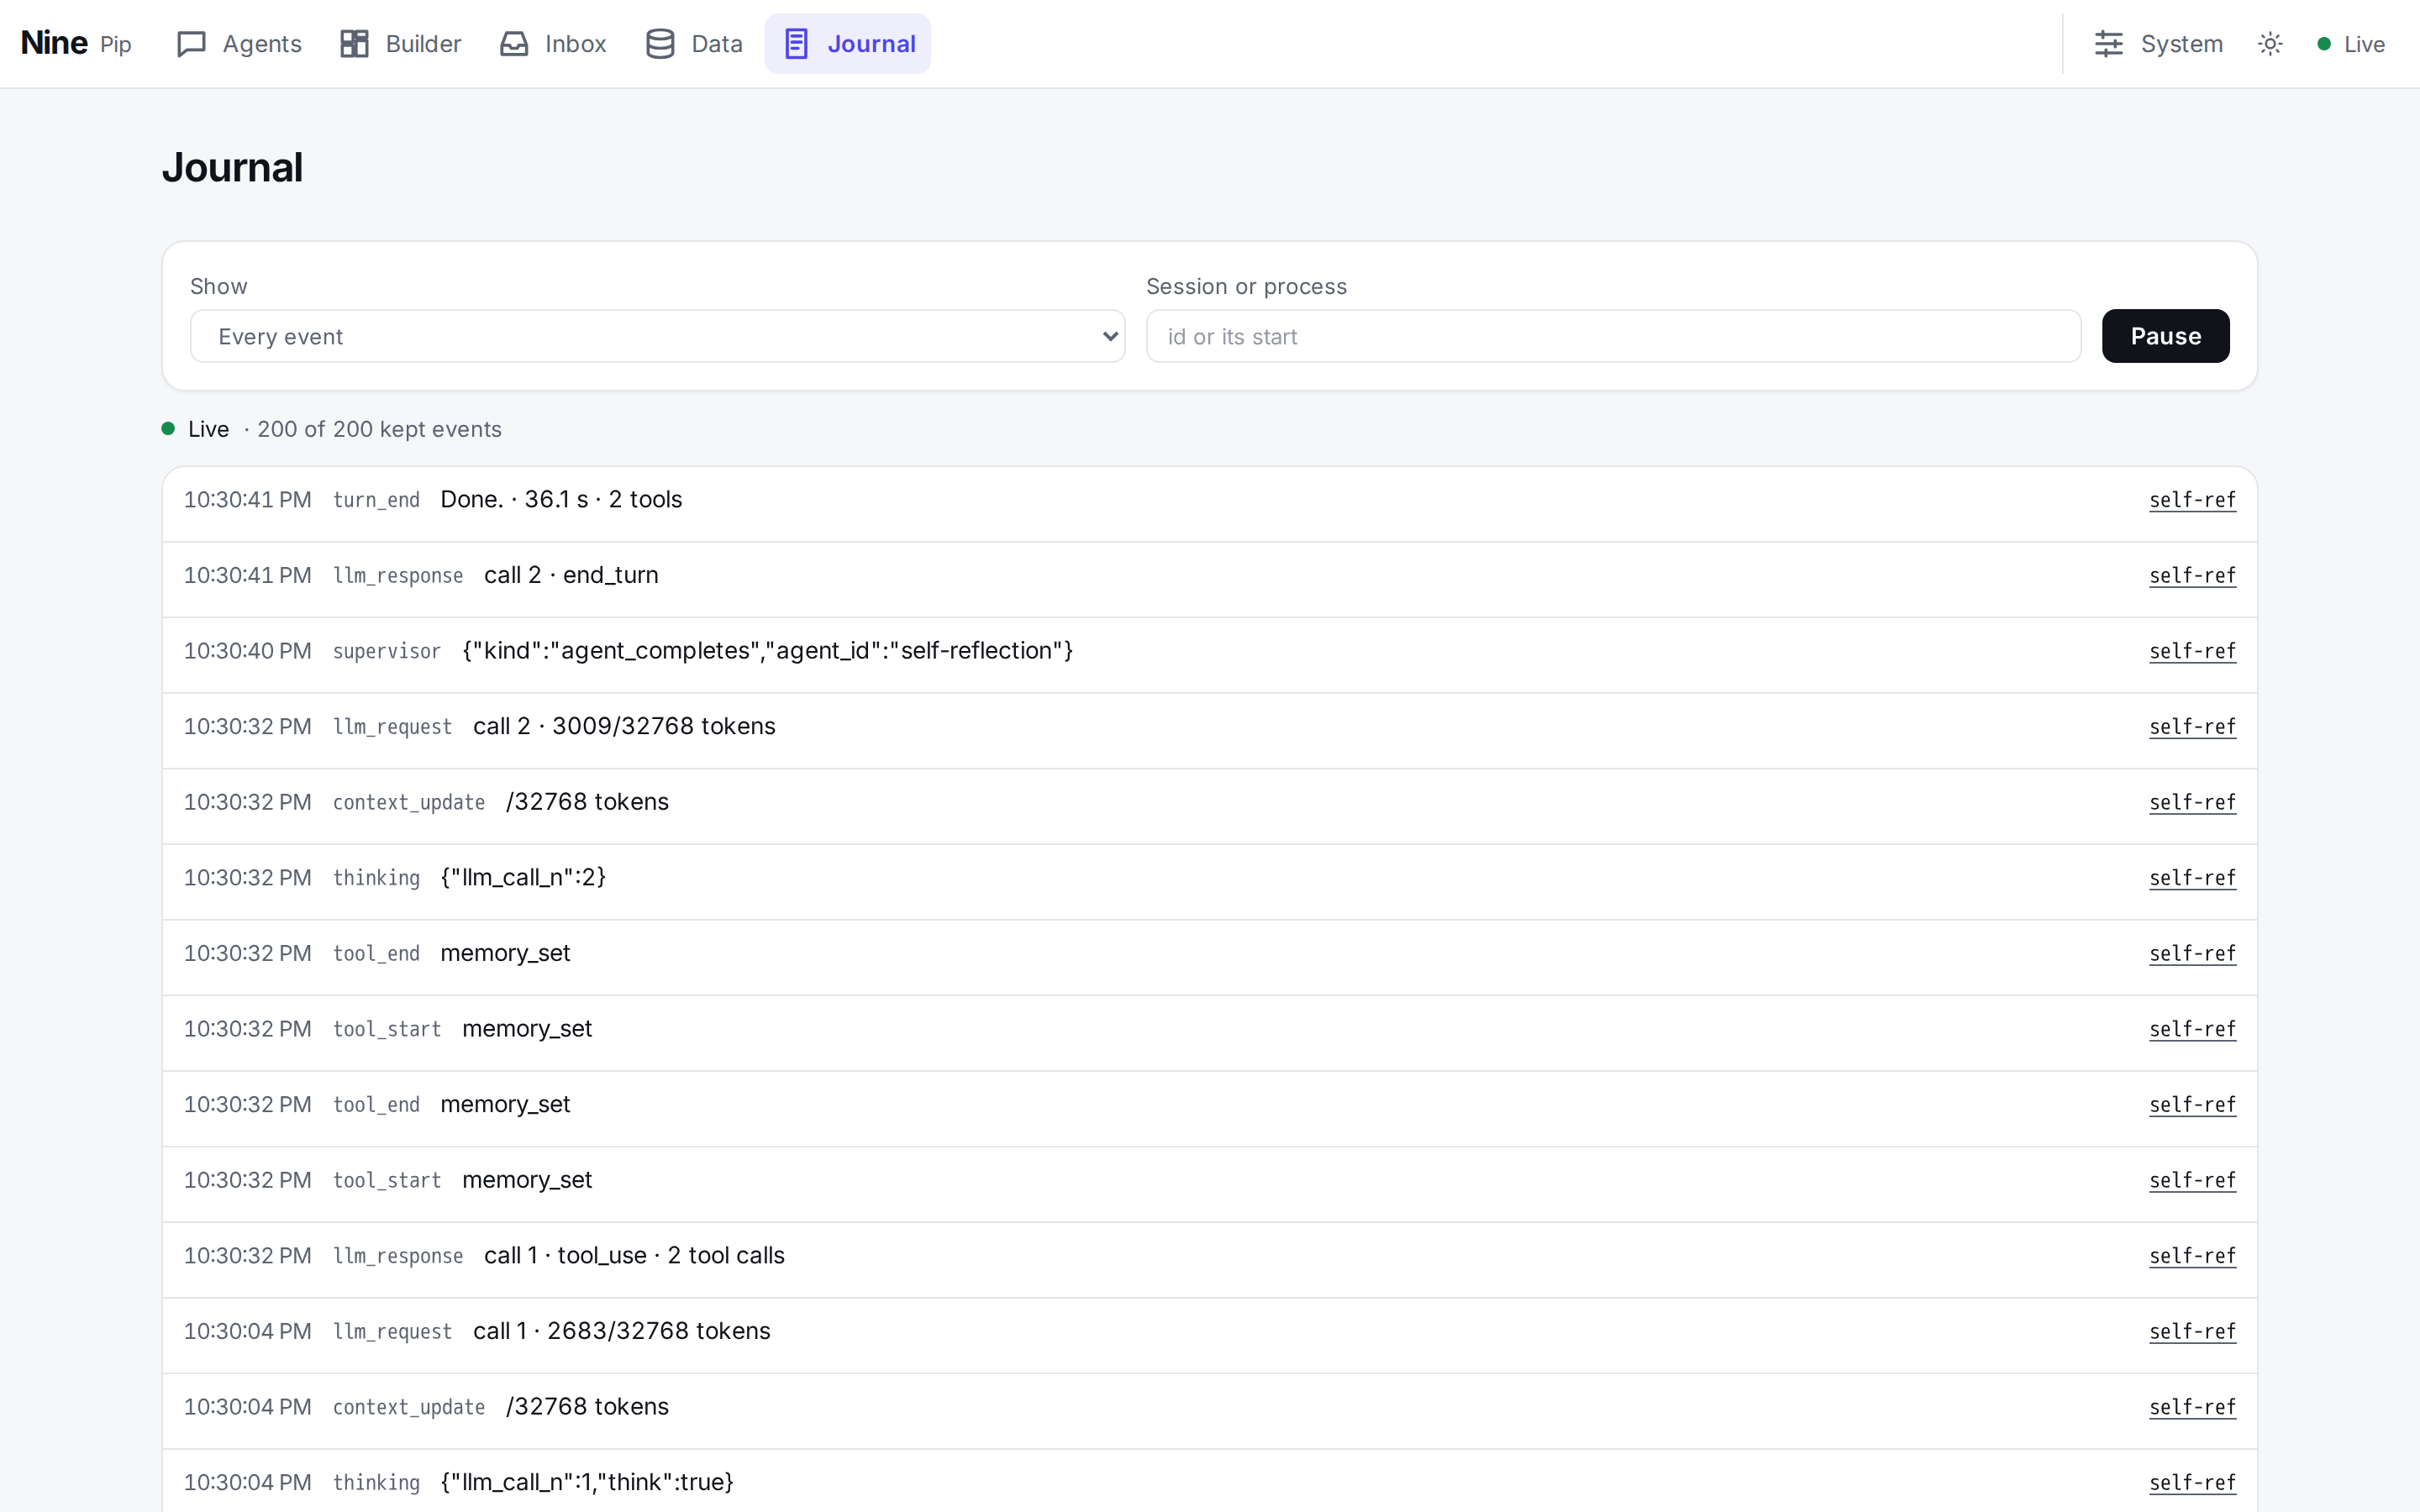 Nine Pip Agents Builder Inbox Data Journal System Live
Journal
Show Session or process
Every event id or its start Pause
Live · 200 of 200 kept events
10:30:41 PM turn_end Done. · 36.1 s · 2 tools self-ref
10:30:41 PM llm_response call 2 · end_turn self-ref
10:30:40 PM supervisor {"kind":"agent_completes","agent_id":"self-reflection"} self-ref
10:30:32 PM llm_request call 2 · 3009/32768 tokens self-ref
10:30:32 PM context_update /32768 tokens self-ref
10:30:32 PM thinking {"llm_call_n":2} self-ref
10:30:32 PM tool_end memory_set self-ref
10:30:32 PM tool_start memory_set self-ref
10:30:32 PM tool_end memory_set self-ref
10:30:32 PM tool_start memory_set self-ref
10:30:32 PM llm_response call 1 · tool_use · 2 tool calls self-ref
10:30:04 PM llm_request call 1 · 2683/32768 tokens self-ref
10:30:04 PM context_update /32768 tokens self-ref
10:30:04 PM thinking {"llm_call_n":1,"think":true} self-ref